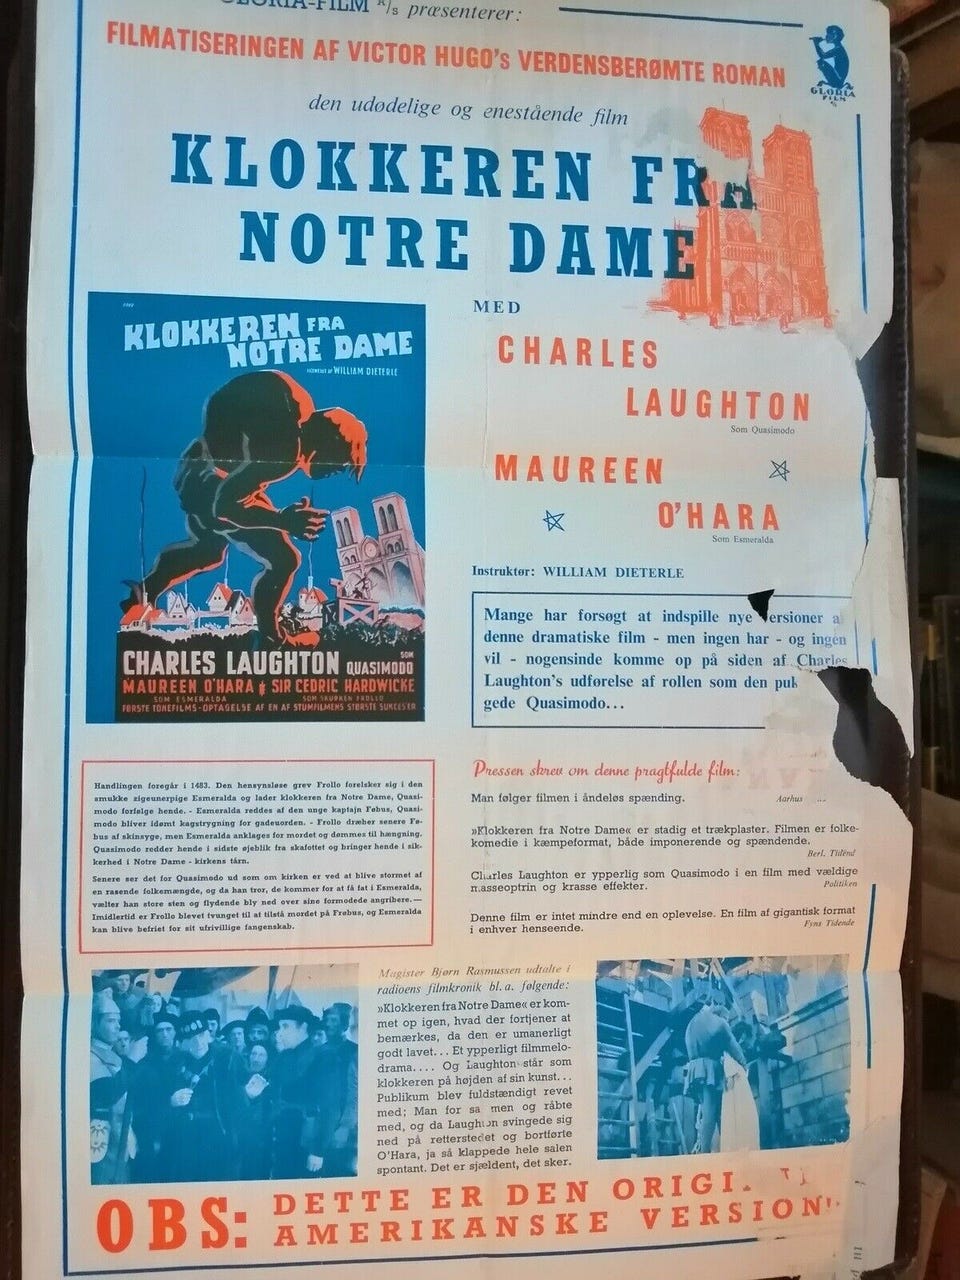 GLORIA-FILM A/s præsenterer:
FILMATISERINGEN AF VICTOR HUGO's VERDENSBERØMTE ROMAN
GLORIA
FILM
den udødelige og enestående film
KLOKKEREN FRA
NOTRE DAME
MED
CHARLES
LAUGHTON
Som Quasimodo
MAUREEN
O'HARA
Som Esmeralda
Instruktør: WILLIAM DIETERLE
KLOKKEREN FRA
NOTRE DAME
ISCENESAT AF WILLIAM DIETERLE
CHARLES LAUGHTON SOM QUASIMODO
MAUREEN O'HARA & SIR CEDRIC HARDWICKE
SOM ESMERALDA SOM SKURKEN FROLLO
FØRSTE TONEFILMS-OPTAGELSE AF EN AF STUMFILMENS STØRSTE SUKCES'ER
Mange har forsøgt at indspille nye versioner a
denne dramatiske film - men ingen har - og ingen
vil - nogensinde komme op på siden af Charles
Laughton's udførelse af rollen som den puk
gede Quasimodo...
Handlingen foregår i 1483. Den hensynsløse grev Frollo forelsker sig i den
smukke zigeunerpige Esmeralda og lader klokkeren fra Notre Dame, Quasi-
modo forfølge hende. - Esmeralda reddes af den unge kaptajn Føbus, Quasi-
modo bliver idømt kagstrygning for gadeuorden. - Frollo dræber senere Fø-
bus af skinsyge, men Esmeralda anklages for mordet og dømmes til hængning.
Quasimodo redder hende i sidste øjeblik fra skafottet og bringer hende i sik-
kerhed i Notre Dame - kirkens tårn.
Senere ser det for Quasimodo ud som om kirken er ved at blive stormet af
en rasende folkemængde, og da han tror, de kommer for at få fat i Esmeralda,
vælter han store sten og flydende bly ned over sine formodede angribere.—
Imidlertid er Frollo blevet tvunget til at tilstå mordet på Frøbus, og Esmeralda
kan blive befriet for sit ufrivillige fangenskab.
Pressen skrev om denne pragtfulde film:
Man følger filmen i åndeløs spænding.
Aarhus
»Klokkeren fra Notre Dame« er stadig et trækplaster. Filmen er folke-
komedie i kæmpeformat, både imponerende og spændende.
Berl. Tidend
Charles Laughton er ypperlig som Quasimodo i en film med vældige
masseoptrin og krasse effekter.
Politiken
Denne film er intet mindre end en oplevelse. En film af gigantisk format
i enhver henseende.
Fyns Tidende
Magister Bjørn Rasmussen udtalte i
radioens filmkronik bl. a. følgende:
»Klokkeren fra Notre Dame« er kom-
met op igen, hvad der fortjener at
bemærkes, da den er umanerligt
godt lavet... Et ypperligt filmmelo-
drama.... Og Laughton står som
klokkeren på højden af sin kunst...
Publikum blev fuldstændigt revet
med; Man for sa men og råbte
med, og da Laughton svingede sig
ned på retterstedet og bortførte
O'Hara, ja så klappede hele salen
spontant. Det er sjældent, det sker.
OBS: DETTE ER DEN ORIGI
AMERIKANSKE VERSION!